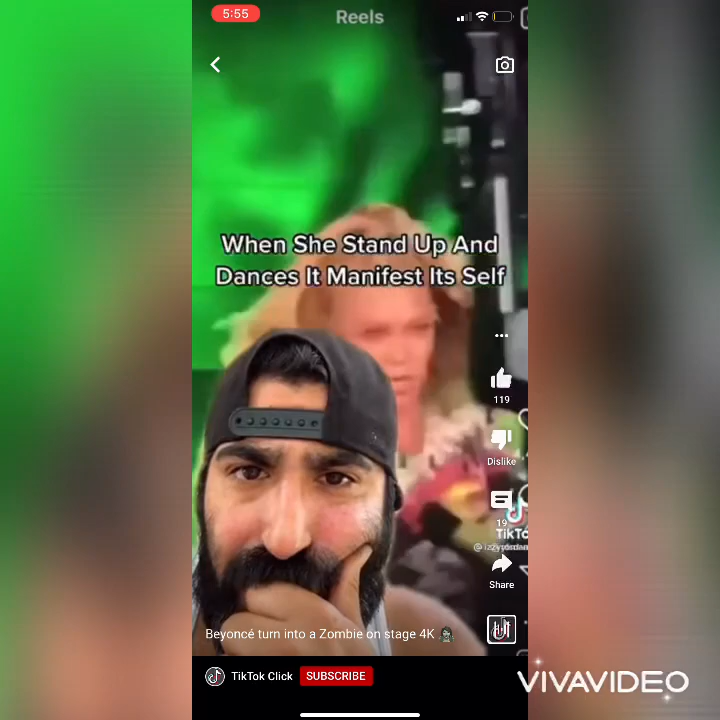 5:55
Reels
When She Stand Up And
Dances It Manifest Its Self
119
Dislike
19
TikTo
Share
Beyoncé turn into a Zombie on stage 4K
TikTok Click
SUBSCRIBE
VIVAVIDEO